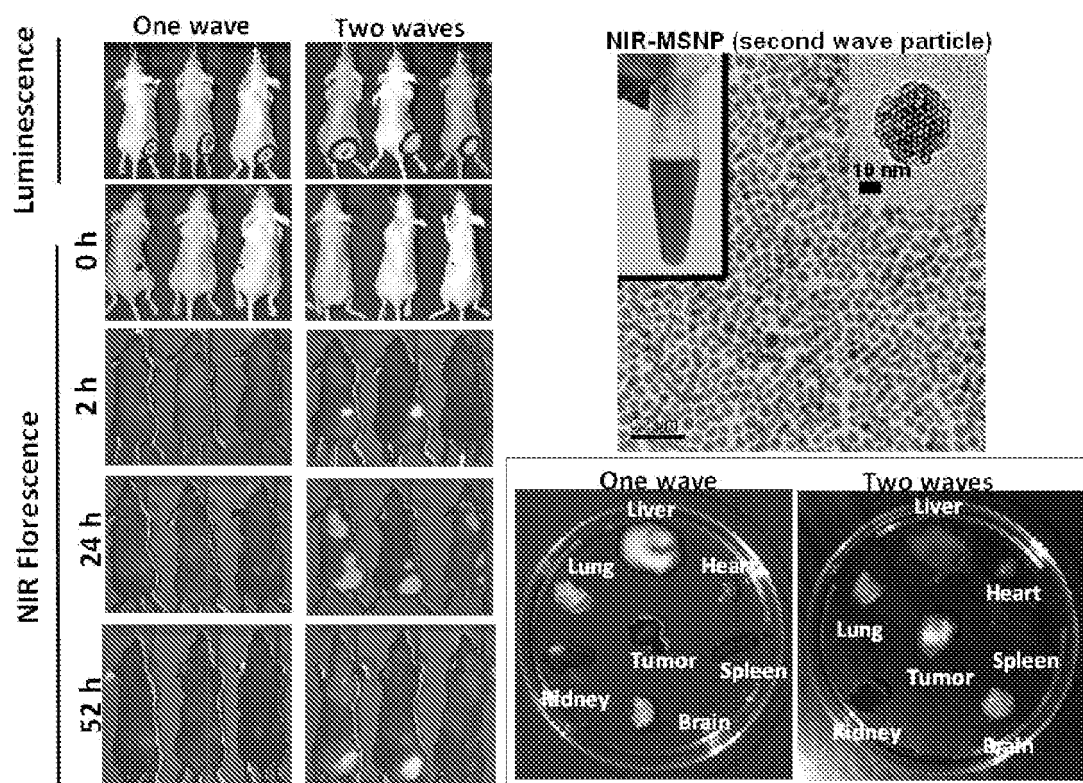 One wave
Two waves
Luminescence
NIR Florescence
0 h
2 h
24 h
52 h
NIR-MSNP (second wave particle)
10 nm
One wave
Liver
Lung
Heart
Tumor
Spleen
Kidney
Brain
Two waves
Liver
Heart
Lung
Spleen
Tumor
Kidney
Brain